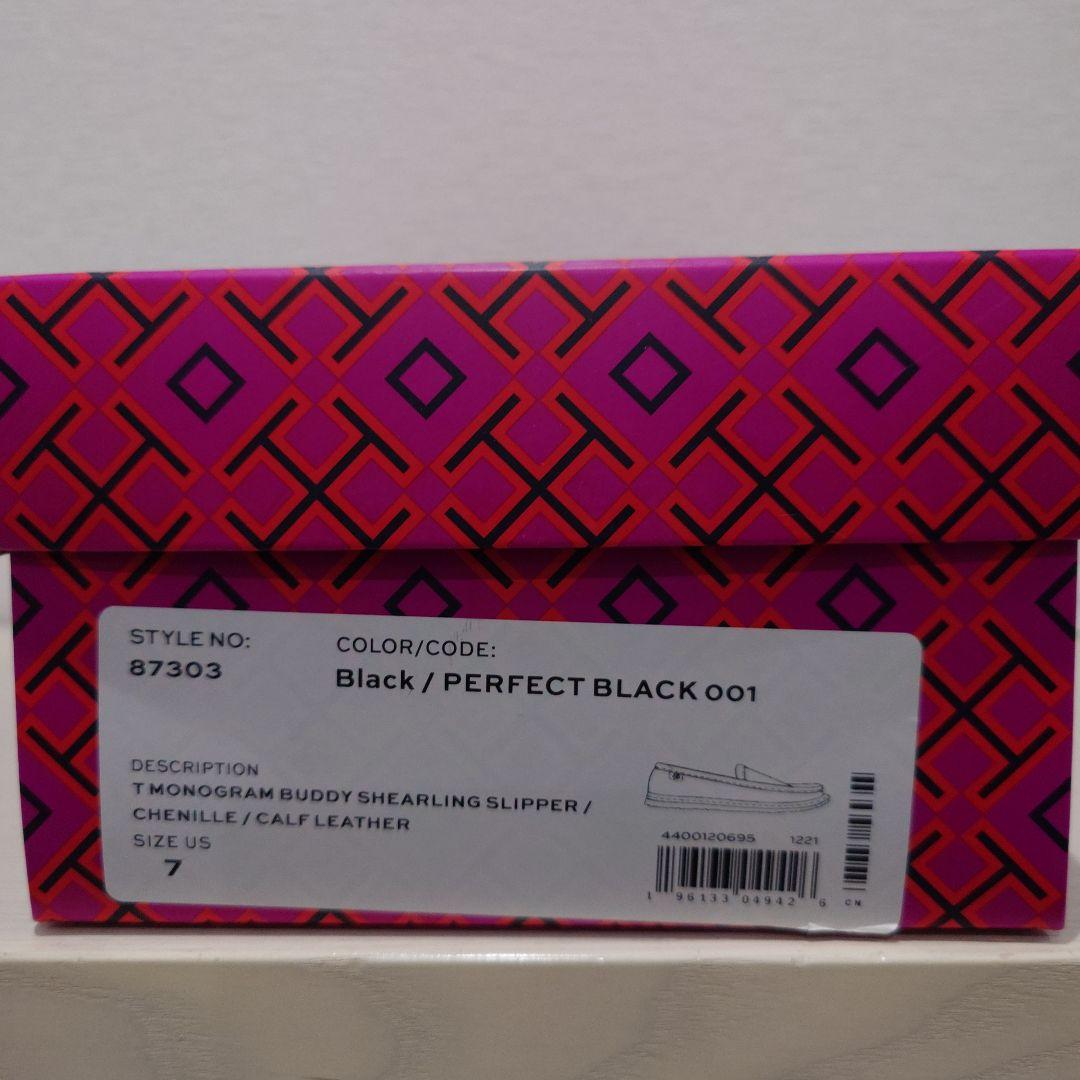 STYLE NO:
87303
COLOR/CODE:
Black / PERFECT BLACK 001
DESCRIPTION
T MONOGRAM BUDDY SHEARLING SLIPPER /
CHENILLE / CALF LEATHER
SIZE US
7
4400120695 1221
1 96133 04942 6
CN